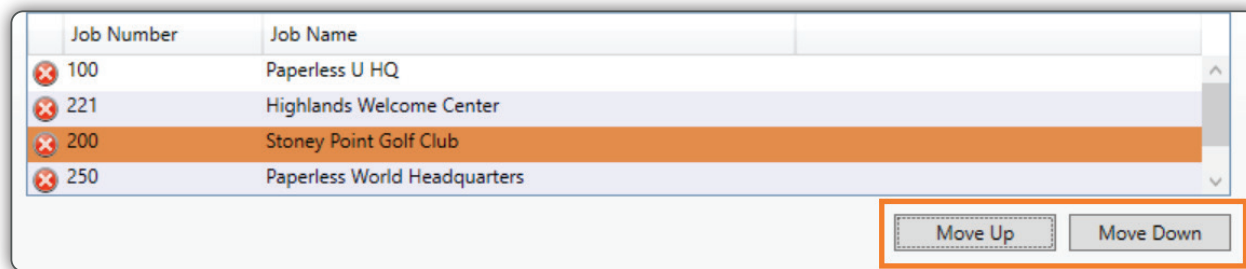 Job Number Job Name
100 Paperless U HQ
221 Highlands Welcome Center
200 Stoney Point Golf Club
250 Paperless World Headquarters
Move Up Move Down